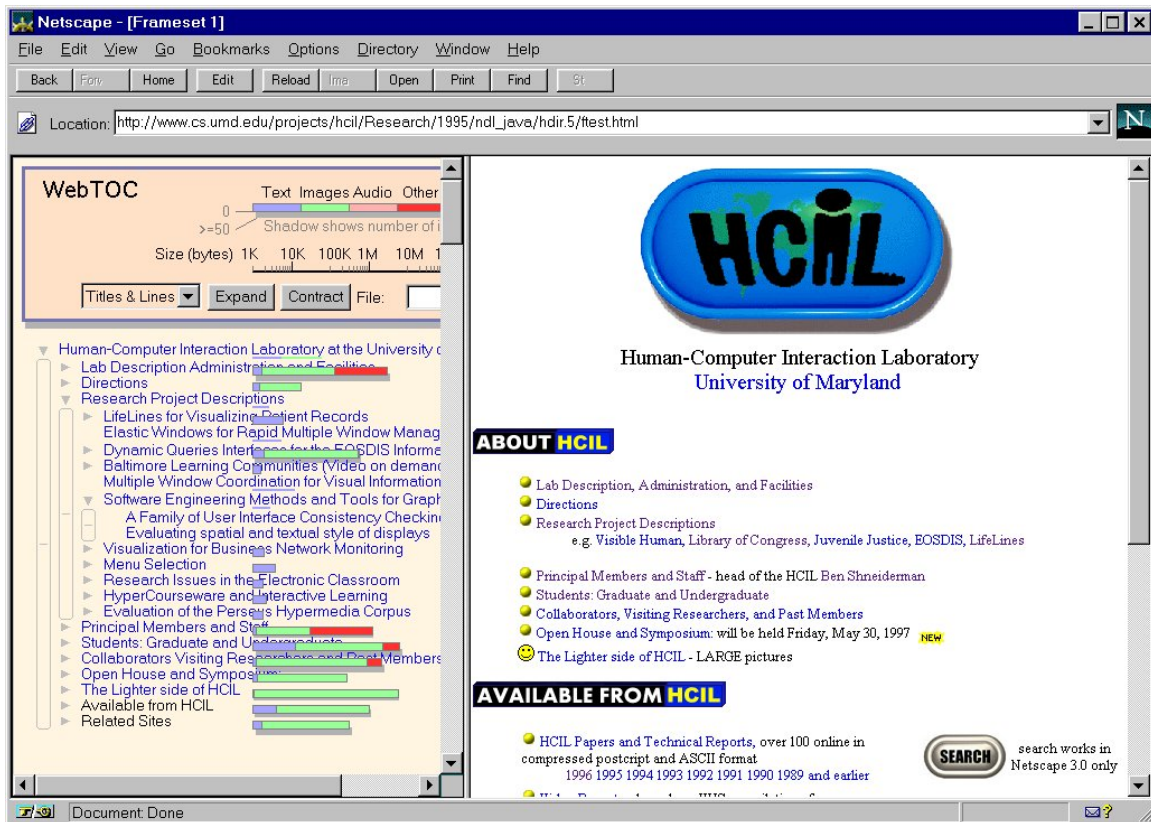 Netscape - [Frameset 1]
File Edit View Go Bookmarks Options Directory Window Help
Back Forw Home Edit Reload Ima Open Print Find St
Location: http://www.cs.umd.edu/projects/hcil/Research/1995/ndl_java/hdir.5/ftest.html
N
WebTOC
Text Images Audio Other
0
>=50 Shadow shows number of i
Size (bytes) 1K 10K 100K 1M 10M 1
Titles & Lines Expand Contract File:
Human-Computer Interaction Laboratory at the University o
Lab Description Administration and Facilities
Directions
Research Project Descriptions
LifeLines for Visualizing Patient Records
Elastic Windows for Rapid Multiple Window Manag
Dynamic Queries Interfaces for the EOSDIS Informa
Baltimore Learning Communities (Video on demand
Multiple Window Coordination for Visual Information
Software Engineering Methods and Tools for Graph
A Family of User Interface Consistency Checking
Evaluating spatial and textual style of displays
Visualization for Business Network Monitoring
Menu Selection
Research Issues in the Electronic Classroom
HyperCourseware and Interactive Learning
Evaluation of the Perseus Hypermedia Corpus
Principal Members and Staff
Students: Graduate and Undergraduate
Collaborators Visiting Researchers and Past Members
Open House and Symposium:
The Lighter side of HCIL
Available from HCIL
Related Sites
HCIL
Human-Computer Interaction Laboratory
University of Maryland
ABOUT HCIL
Lab Description, Administration, and Facilities
Directions
Research Project Descriptions
e.g. Visible Human, Library of Congress, Juvenile Justice, EOSDIS, LifeLines
Principal Members and Staff - head of the HCIL Ben Shneiderman
Students: Graduate and Undergraduate
Collaborators, Visiting Researchers, and Past Members
Open House and Symposium: will be held Friday, May 30, 1997 NEW
The Lighter side of HCIL - LARGE pictures
AVAILABLE FROM HCIL
HCIL Papers and Technical Reports, over 100 online in
compressed postscript and ASCII format
1996 1995 1994 1993 1992 1991 1990 1989 and earlier
SEARCH
search works in
Netscape 3.0 only
Document: Done